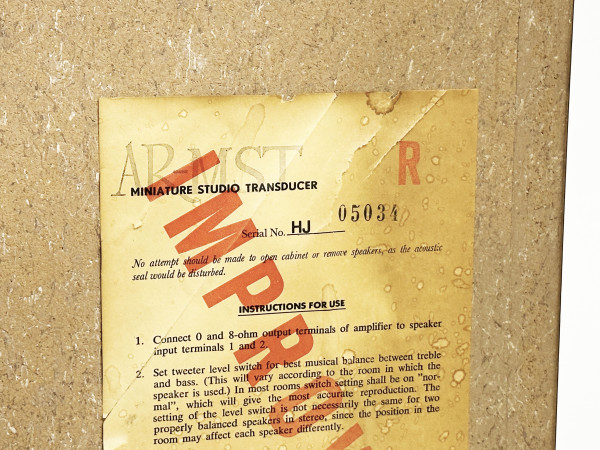 AR-MST R
MINIATURE STUDIO TRANSDUCER
Serial No. HJ 05034
No attempt should be made to open cabinet or remove speakers, as the acoustic
seal would be disturbed.
INSTRUCTIONS FOR USE
1. Connect 0 and 8-ohm output terminals of amplifier to speaker
input terminals 1 and 2.
2. Set tweeter level switch for best musical balance between treble
and bass. (This will vary according to the room in which the
speaker is used.) In most rooms switch setting shall be on "nor-
mal", which will give the most accurate reproduction. The
setting of the level switch is not necessarily the same for two
properly balanced speakers in stereo, since the position in the
room may affect each speaker differently.